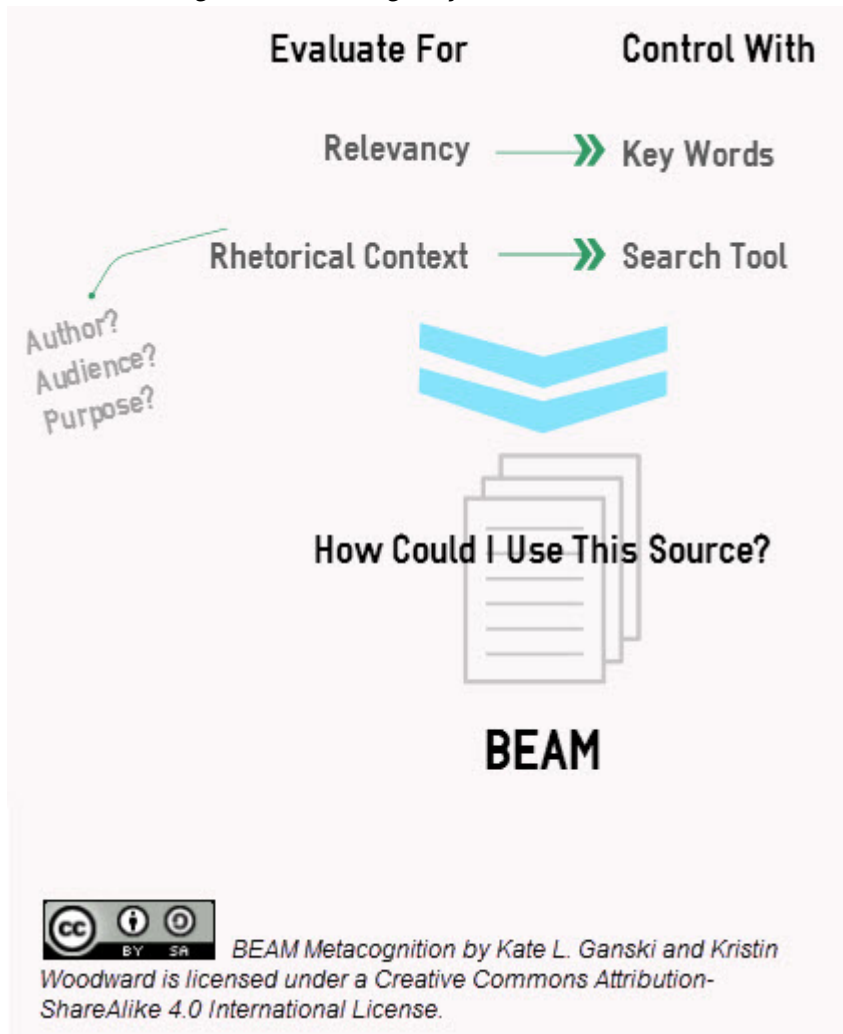 Evaluate For
Control With
Relevancy
Key Words
Rhetorical Context
Search Tool
Author?
Audience?
Purpose?
How Could I Use This Source?
BEAM
cc BY SA
BEAM Metacognition by Kate L. Ganski and Kristin
Woodward is licensed under a Creative Commons Attribution-
ShareAlike 4.0 International License.